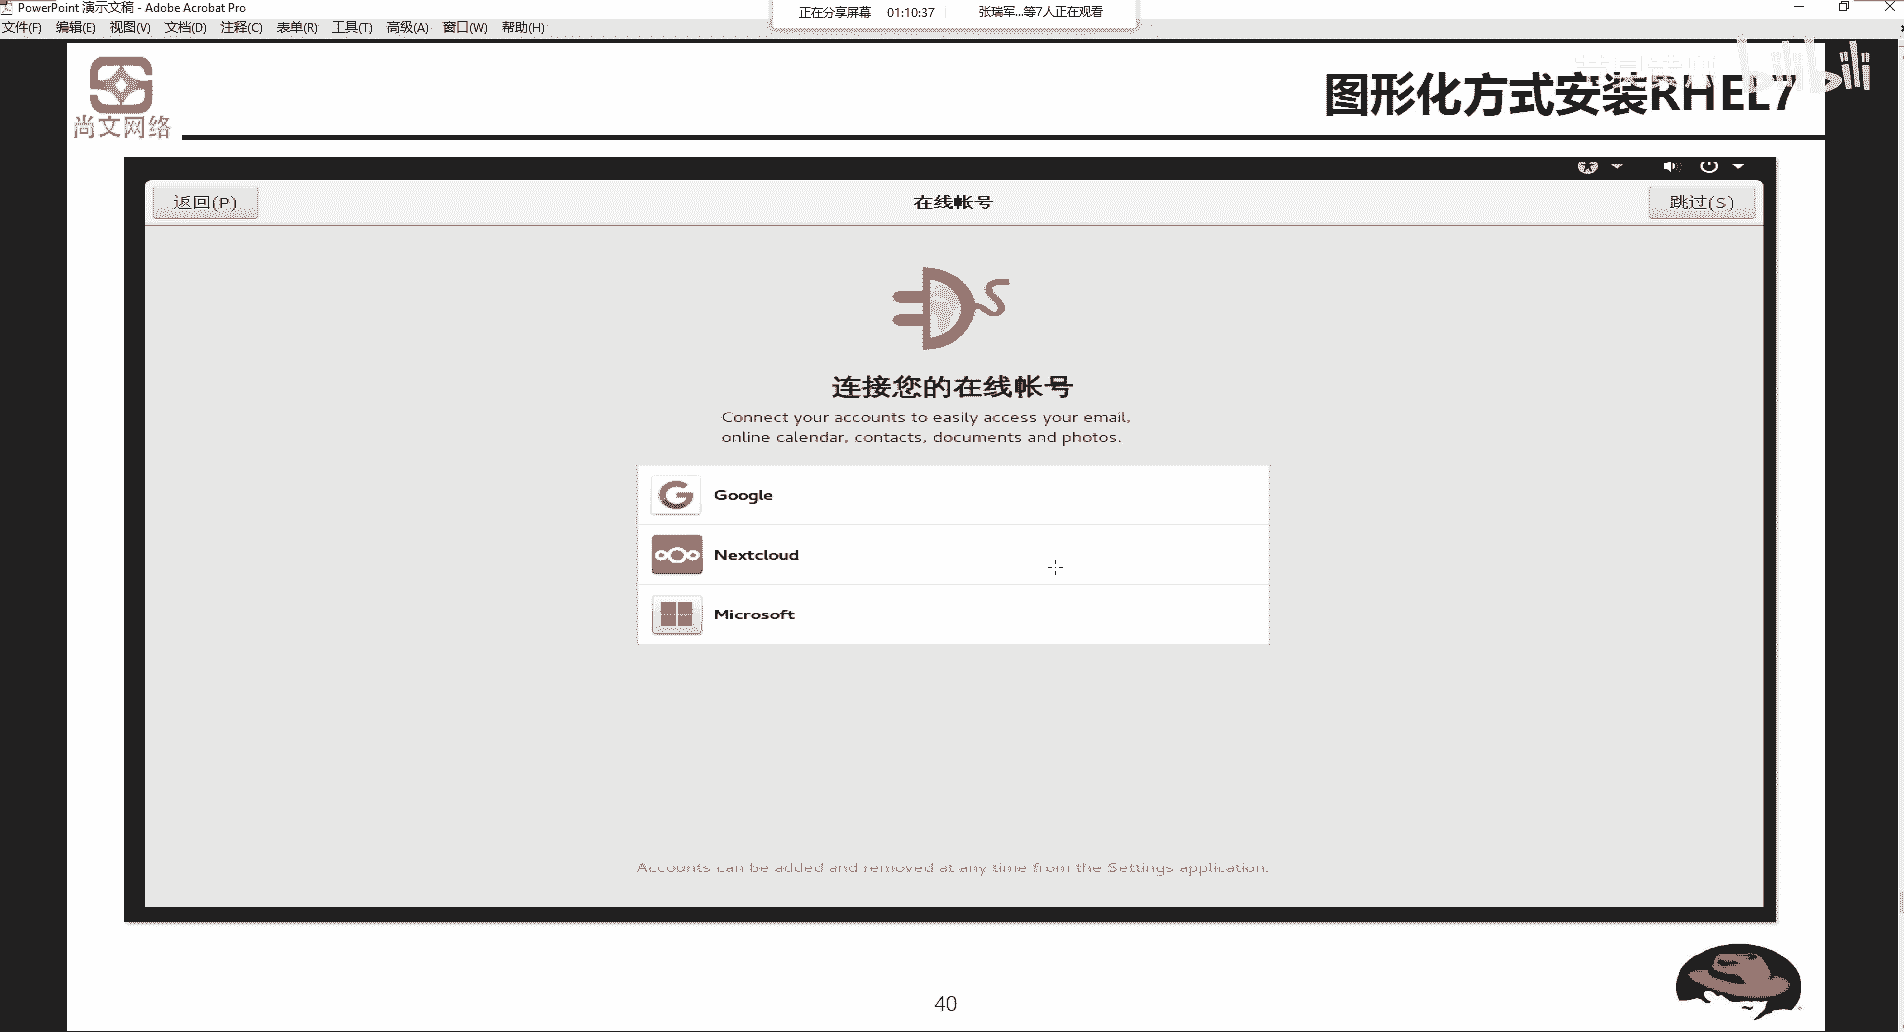 PowerPoint 演示文稿 - Adobe Acrobat Pro
正在分享屏幕 01:10:37 张瑞军...等7人正在观看
文件(F) 编辑(E) 视图(V) 文档(D) 注释(C) 表单(R) 工具(T) 高级(A) 窗口(W) 帮助(H)
bilibili
图形化方式安装RHEL7
尚文网络
返回(P) 在线帐号 跳过(S)
连接您的在线帐号
Connect your accounts to easily access your email,
online calendar, contacts, documents and photos.
Google
Nextcloud
Microsoft
Accounts can be added and removed at any time from the Settings application.
40